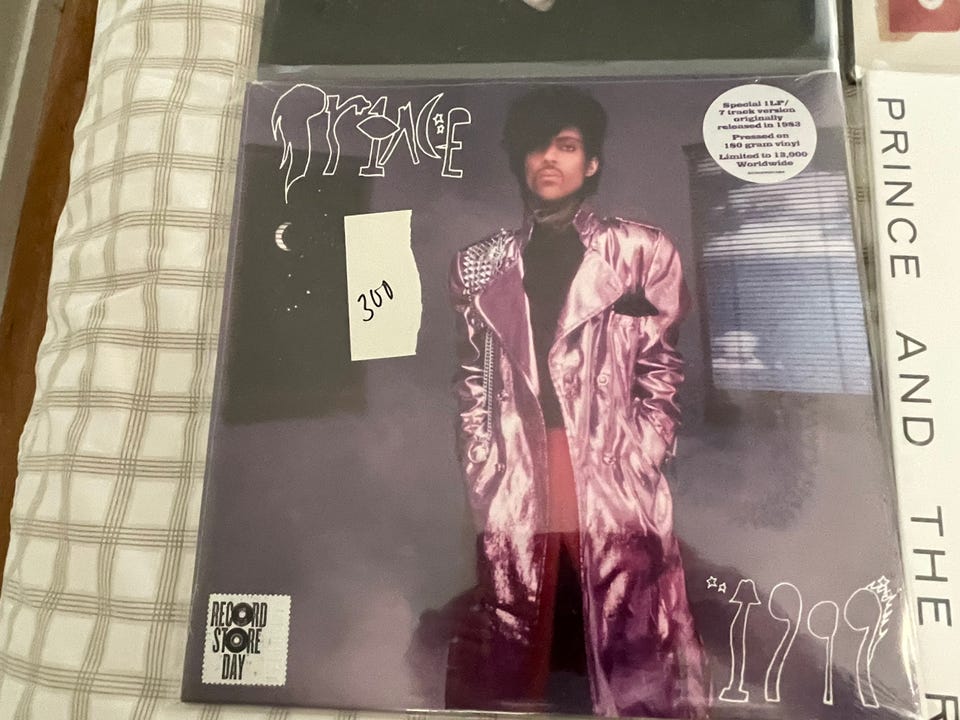 PRINCE
Special 1LP/
7 track version
originally
released in 1983
Pressed on
180 gram vinyl
Limited to 13,000
Worldwide
300
RECORD
STORE
DAY
"1999"
PRINCE AND THE R